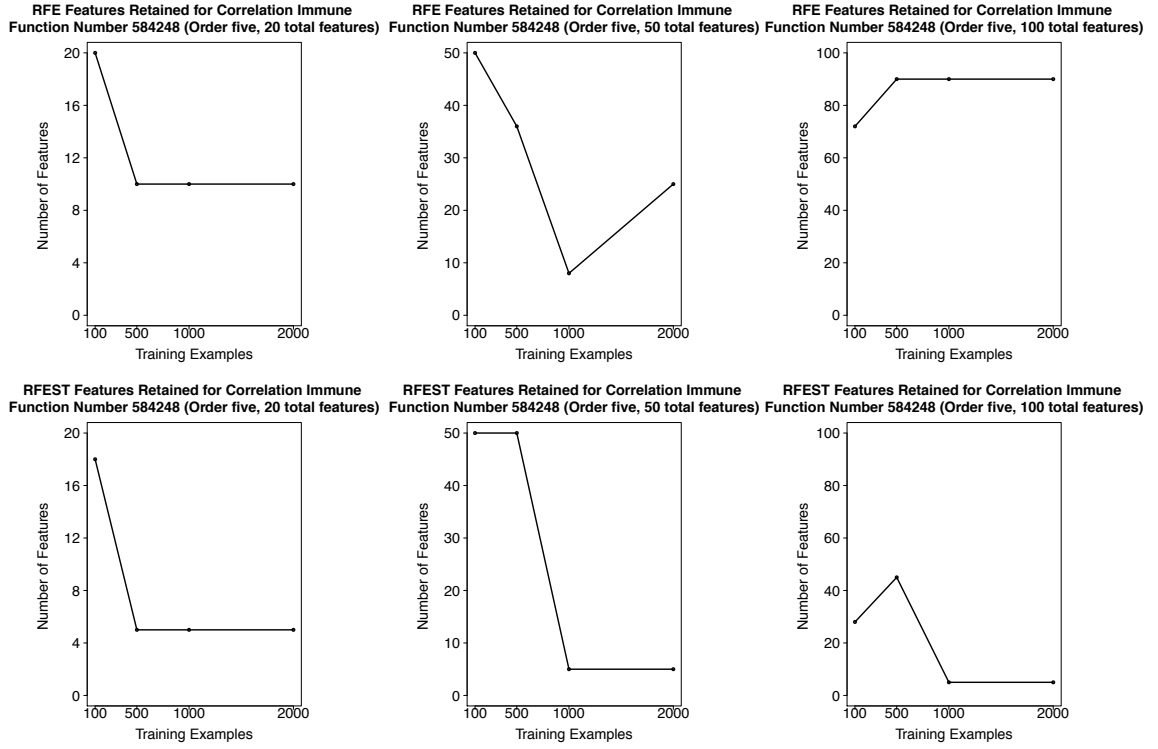 RFE Features Retained for Correlation Immune
Function Number 584248 (Order five, 20 total features)
20
16
12
8
4
0
Number of Features
100 500 1000 2000
Training Examples
RFE Features Retained for Correlation Immune
Function Number 584248 (Order five, 50 total features)
50
40
30
20
10
0
Number of Features
100 500 1000 2000
Training Examples
RFE Features Retained for Correlation Immune
Function Number 584248 (Order five, 100 total features)
100
80
60
40
20
0
Number of Features
100 500 1000 2000
Training Examples
RFEST Features Retained for Correlation Immune
Function Number 584248 (Order five, 20 total features)
20
16
12
8
4
0
Number of Features
100 500 1000 2000
Training Examples
RFEST Features Retained for Correlation Immune
Function Number 584248 (Order five, 50 total features)
50
40
30
20
10
0
Number of Features
100 500 1000 2000
Training Examples
RFEST Features Retained for Correlation Immune
Function Number 584248 (Order five, 100 total features)
100
80
60
40
20
0
Number of Features
100 500 1000 2000
Training Examples